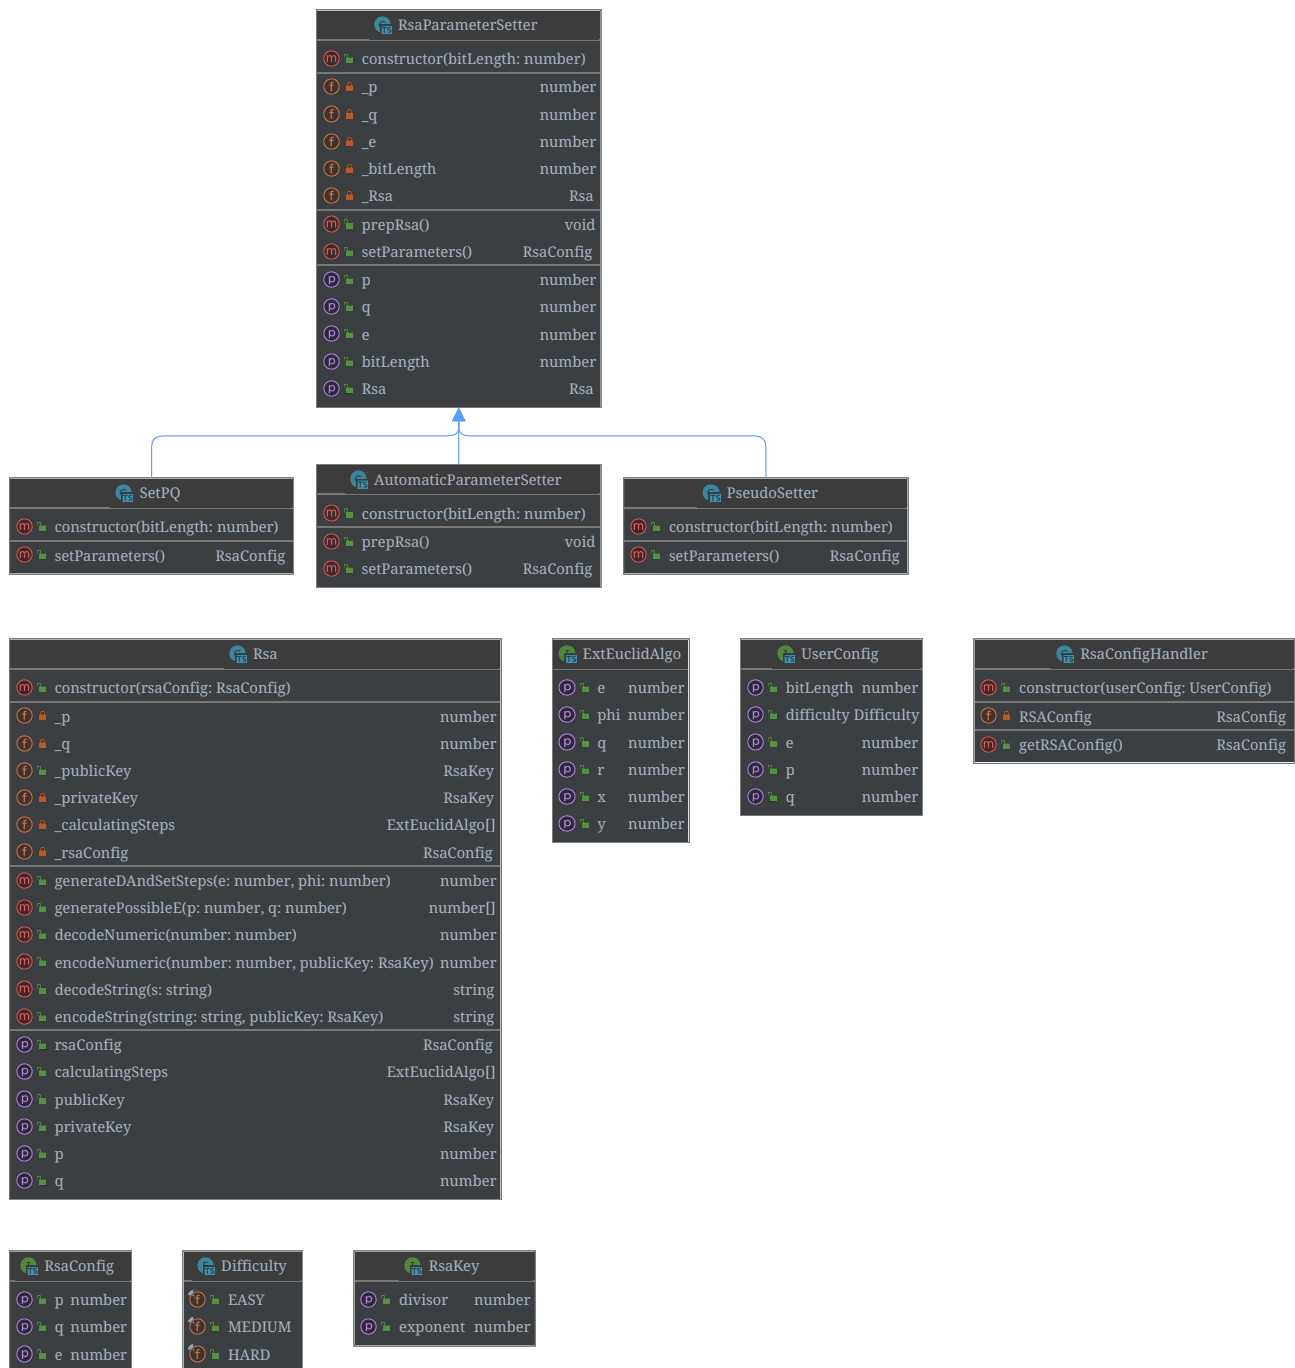 RsaParameterSetter
constructor(bitLength: number)
_p number
_q number
_e number
_bitLength number
_Rsa Rsa
prepRsa() void
setParameters() RsaConfig
p number
q number
e number
bitLength number
Rsa Rsa
SetPQ
constructor(bitLength: number)
setParameters() RsaConfig
AutomaticParameterSetter
constructor(bitLength: number)
prepRsa() void
setParameters() RsaConfig
PseudoSetter
constructor(bitLength: number)
setParameters() RsaConfig
Rsa
constructor(rsaConfig: RsaConfig)
_p number
_q number
_publicKey RsaKey
_privateKey RsaKey
_calculatingSteps ExtEuclidAlgo[]
_rsaConfig RsaConfig
generateDAndSetSteps(e: number, phi: number) number
generatePossibleE(p: number, q: number) number[]
decodeNumeric(number: number) number
encodeNumeric(number: number, publicKey: RsaKey) number
decodeString(s: string) string
encodeString(string: string, publicKey: RsaKey) string
rsaConfig RsaConfig
calculatingSteps ExtEuclidAlgo[]
publicKey RsaKey
privateKey RsaKey
p number
q number
ExtEuclidAlgo
e number
phi number
q number
r number
x number
y number
UserConfig
bitLength number
difficulty Difficulty
e number
p number
q number
RsaConfigHandler
constructor(userConfig: UserConfig)
RSAConfig RsaConfig
getRSAConfig() RsaConfig
RsaConfig
p number
q number
e number
Difficulty
EASY
MEDIUM
HARD
RsaKey
divisor number
exponent number